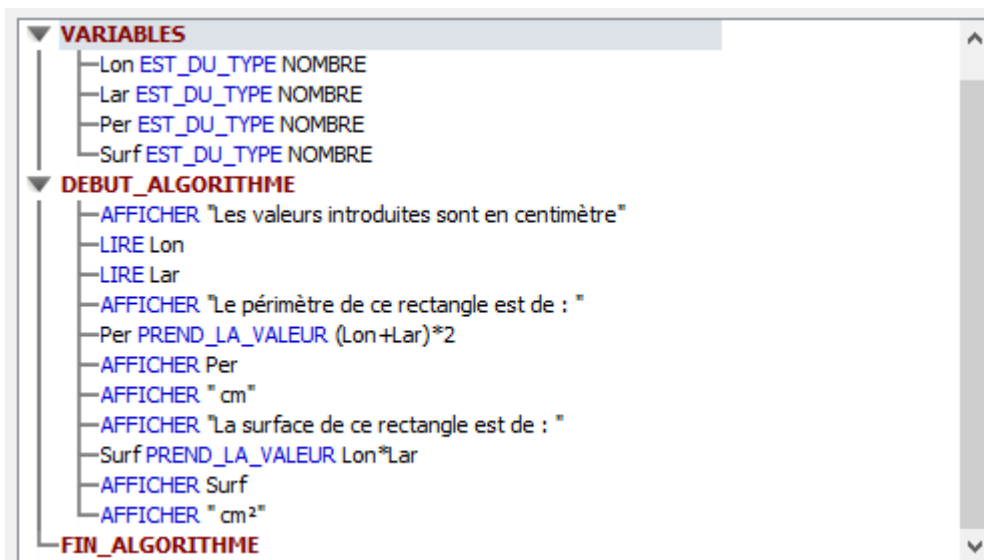 VARIABLES
Lon EST_DU_TYPE NOMBRE
Lar EST_DU_TYPE NOMBRE
Per EST_DU_TYPE NOMBRE
Surf EST_DU_TYPE NOMBRE
DEBUT_ALGORITHME
AFFICHER "Les valeurs introduites sont en centimètre"
LIRE Lon
LIRE Lar
AFFICHER "Le périmètre de ce rectangle est de : "
Per PREND_LA_VALEUR (Lon+Lar)*2
AFFICHER Per
AFFICHER " cm"
AFFICHER "La surface de ce rectangle est de : "
Surf PREND_LA_VALEUR Lon*Lar
AFFICHER Surf
AFFICHER " cm²"
FIN_ALGORITHME